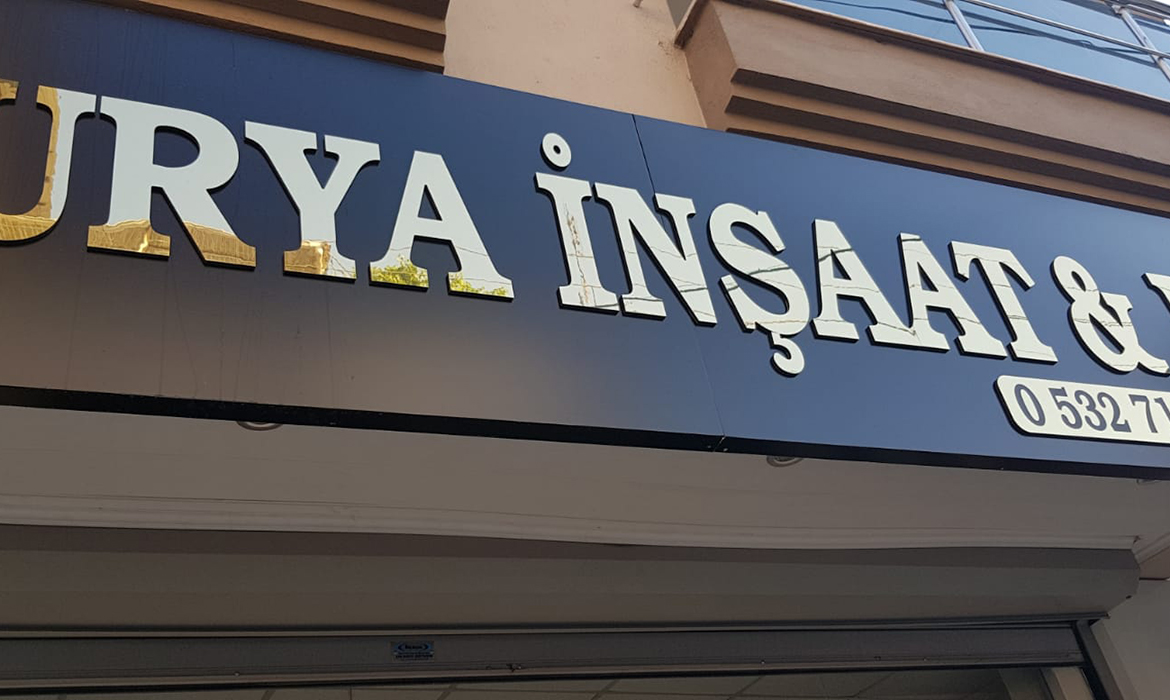 URYA İNŞAAT &
0 532 71